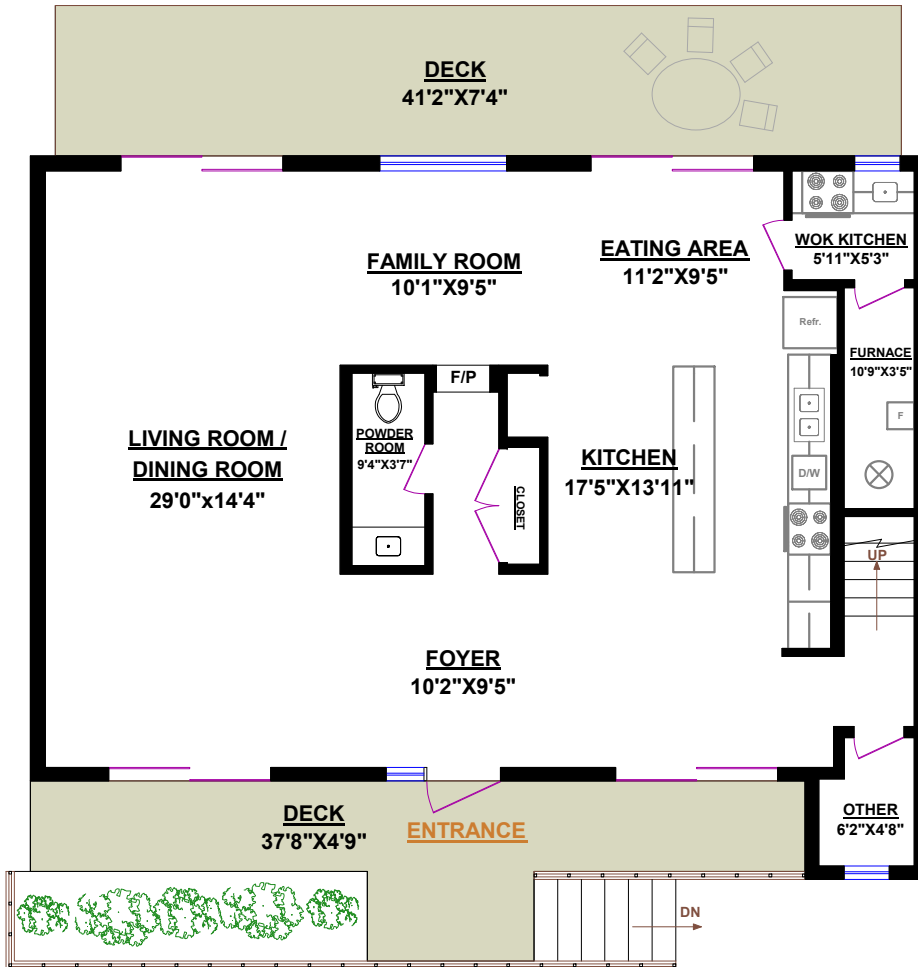 DECK
41'2"X7'4"
FAMILY ROOM
10'1"X9'5"
EATING AREA
11'2"X9'5"
WOK KITCHEN
5'11"X5'3"
Refr.
FURNACE
10'9"X3'5"
F
F/P
POWDER
ROOM
9'4"X3'7"
LIVING ROOM /
DINING ROOM
29'0"x14'4"
KITCHEN
17'5"X13'11"
D/W
CLOSET
UP
FOYER
10'2"X9'5"
DECK
37'8"X4'9"
ENTRANCE
OTHER
6'2"X4'8"
DN